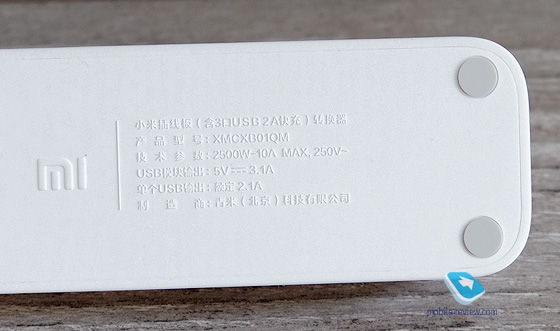 小米插线板（含3口USB 2A快充）转换器
产品型号：XMCXB01QM
技术参数：2500W-10A MAX, 250V~
USB模块输出：5V⎓3.1A
单个USB输出：额定 2.1A
制造商：青米（北京）科技有限公司
mi
mobile-review.com